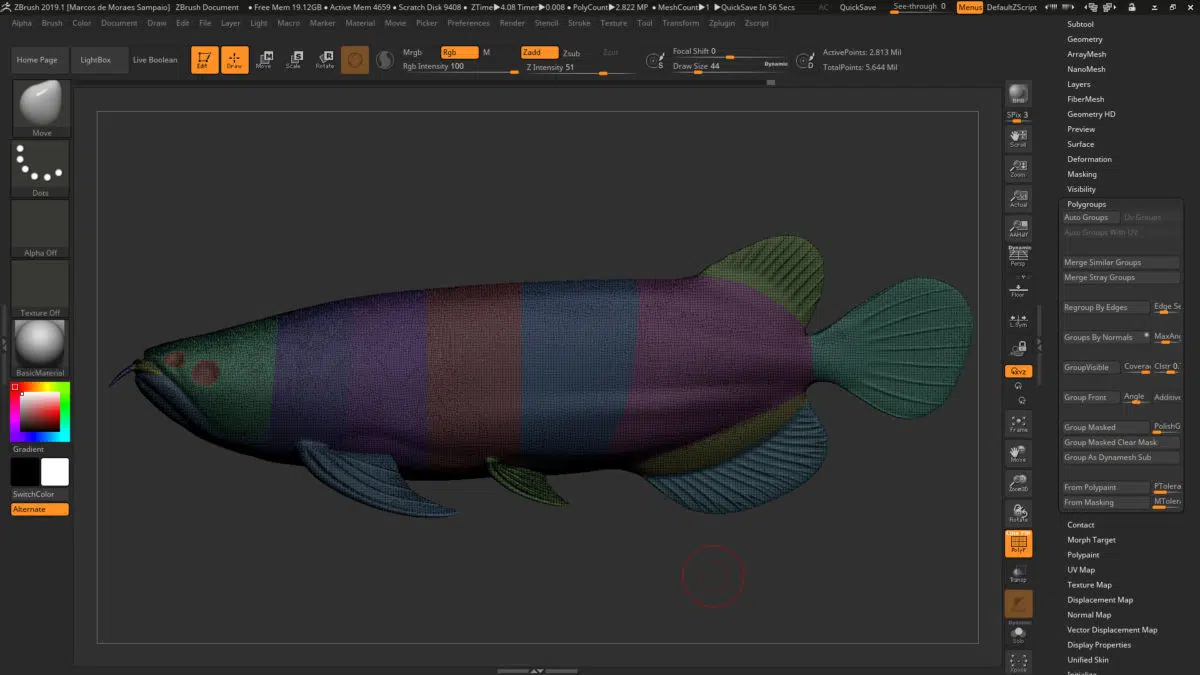 ZBrush 2019.1 [Marcos de Moraes Sampaio] ZBrush Document • Free Mem 19.12GB • Active Mem 4659 • Scratch Disk 9408 • ZTime▶4.08 Timer▶0.008 • PolyCount▶2.822 MP • MeshCount▶1 ▶QuickSave In 56 Secs AC QuickSave See-through 0 Menus DefaultZScript
Alpha Brush Color Document Draw Edit File Layer Light Macro Marker Material Movie Picker Preferences Render Stencil Stroke Texture Tool Transform Zplugin Zscript
Home Page LightBox Live Boolean
Edit Draw Move Scale Rotate
Mrgb Rgb M
Rgb Intensity 100
Zadd Zsub Zcut
Z Intensity 51
S
Focal Shift 0
Draw Size 44 Dynamic
D
ActivePoints: 2.813 Mil
TotalPoints: 5.644 Mil
Move
Dots
Alpha Off
Texture Off
BasicMaterial
Gradient
SwitchColor
Alternate
BPR
SPix 3
Scroll
Zoom
Actual
AAHalf
Dynamic
Persp
Floor
L.Sym
XYZ
Frame
Move
Zoom3D
Rotate
PolyF
Transp
Dynamic
Solo
Xpose
Subtool
Geometry
ArrayMesh
NanoMesh
Layers
FiberMesh
Geometry HD
Preview
Surface
Deformation
Masking
Visibility
Polygroups
Auto Groups Uv Groups
Auto Groups With UV
Merge Similar Groups
Merge Stray Groups
Regroup By Edges Edge Se
Groups By Normals MaxAng
GroupVisible Coverag Clstr 0.
Group Front Angle Additive
Group Masked PolishG
Group Masked Clear Mask
Group As Dynamesh Sub
From Polypaint PTolera
From Masking MTolera
Contact
Morph Target
Polypaint
UV Map
Texture Map
Displacement Map
Normal Map
Vector Displacement Map
Display Properties
Unified Skin